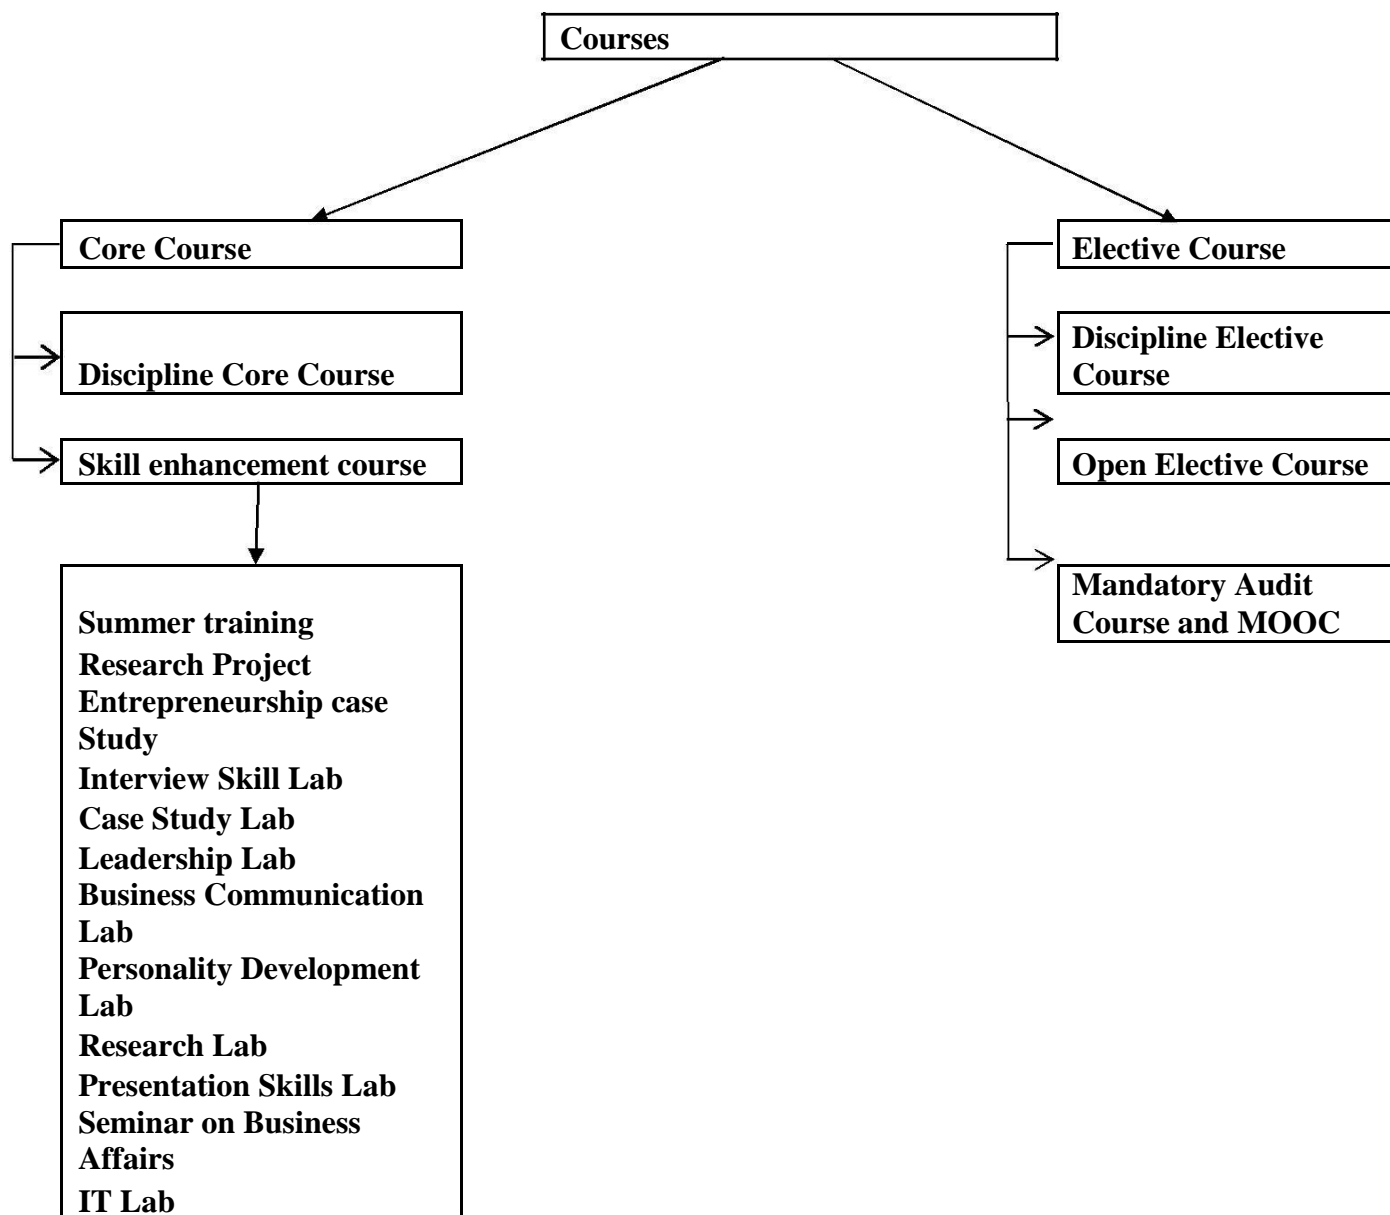 Courses
Core Course
Elective Course
Discipline Core Course
Discipline Elective
Course
Skill enhancement course
Open Elective Course
Mandatory Audit
Course and MOOC
Summer training
Research Project
Entrepreneurship case
Study
Interview Skill Lab
Case Study Lab
Leadership Lab
Business Communication
Lab
Personality Development
Lab
Research Lab
Presentation Skills Lab
Seminar on Business
Affairs
IT Lab